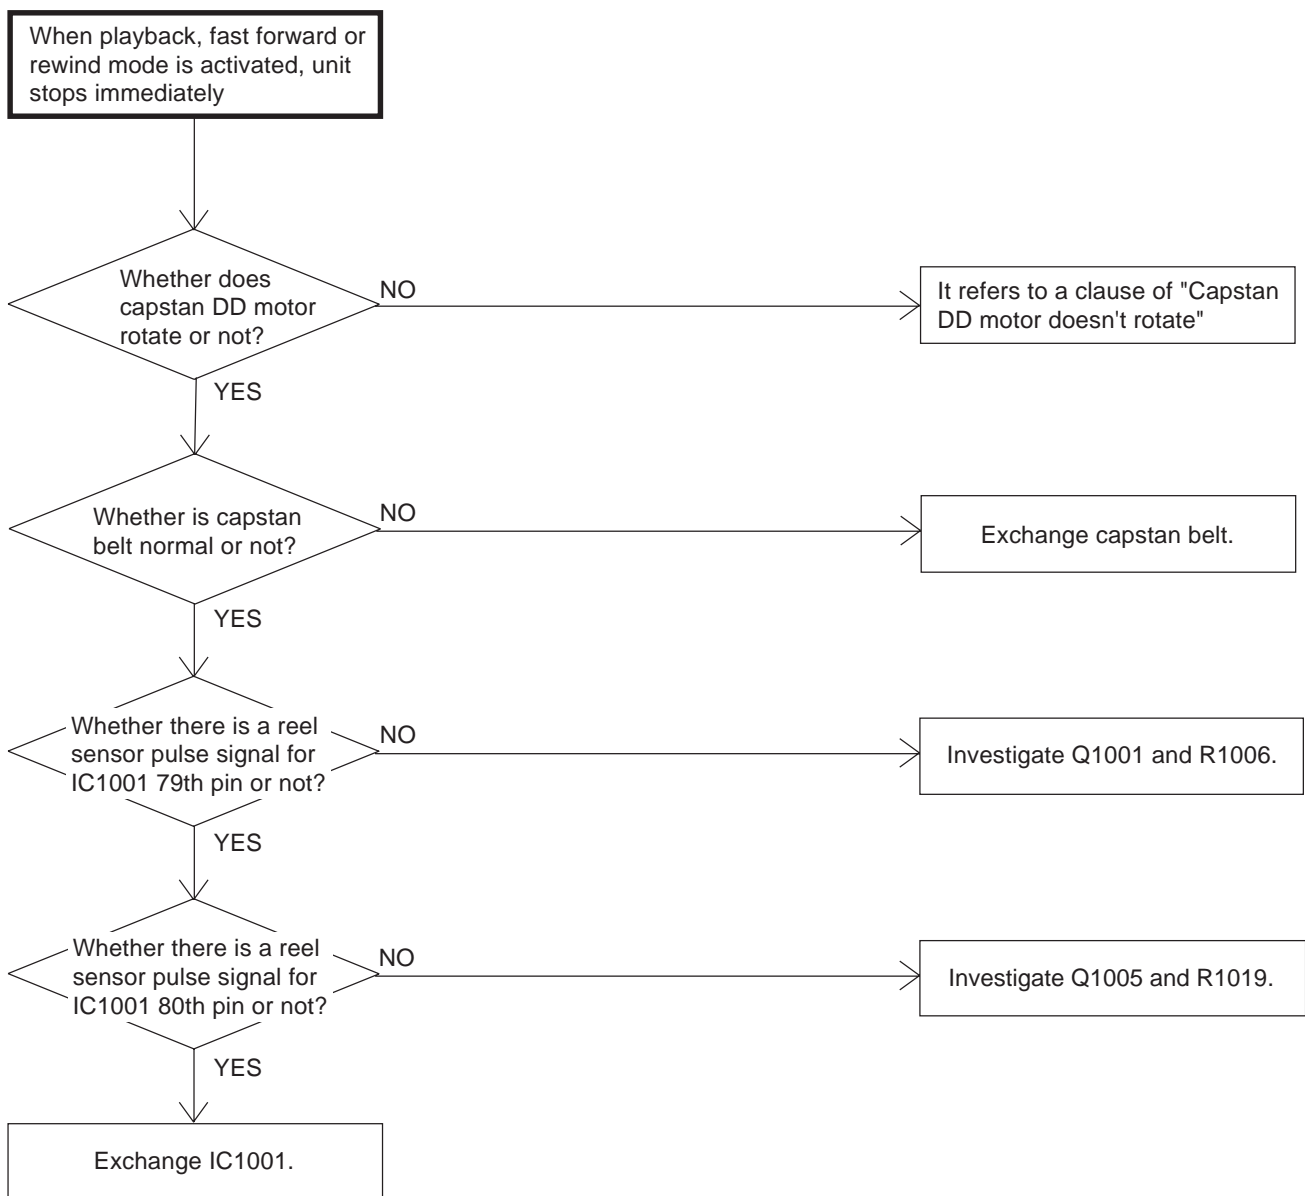 When playback, fast forward or
rewind mode is activated, unit
stops immediately
Whether does
capstan DD motor
rotate or not?
NO
It refers to a clause of "Capstan
DD motor doesn't rotate"
YES
Whether is capstan
belt normal or not?
NO
Exchange capstan belt.
YES
Whether there is a reel
sensor pulse signal for
IC1001 79th pin or not?
NO
Investigate Q1001 and R1006.
YES
Whether there is a reel
sensor pulse signal for
IC1001 80th pin or not?
NO
Investigate Q1005 and R1019.
YES
Exchange IC1001.